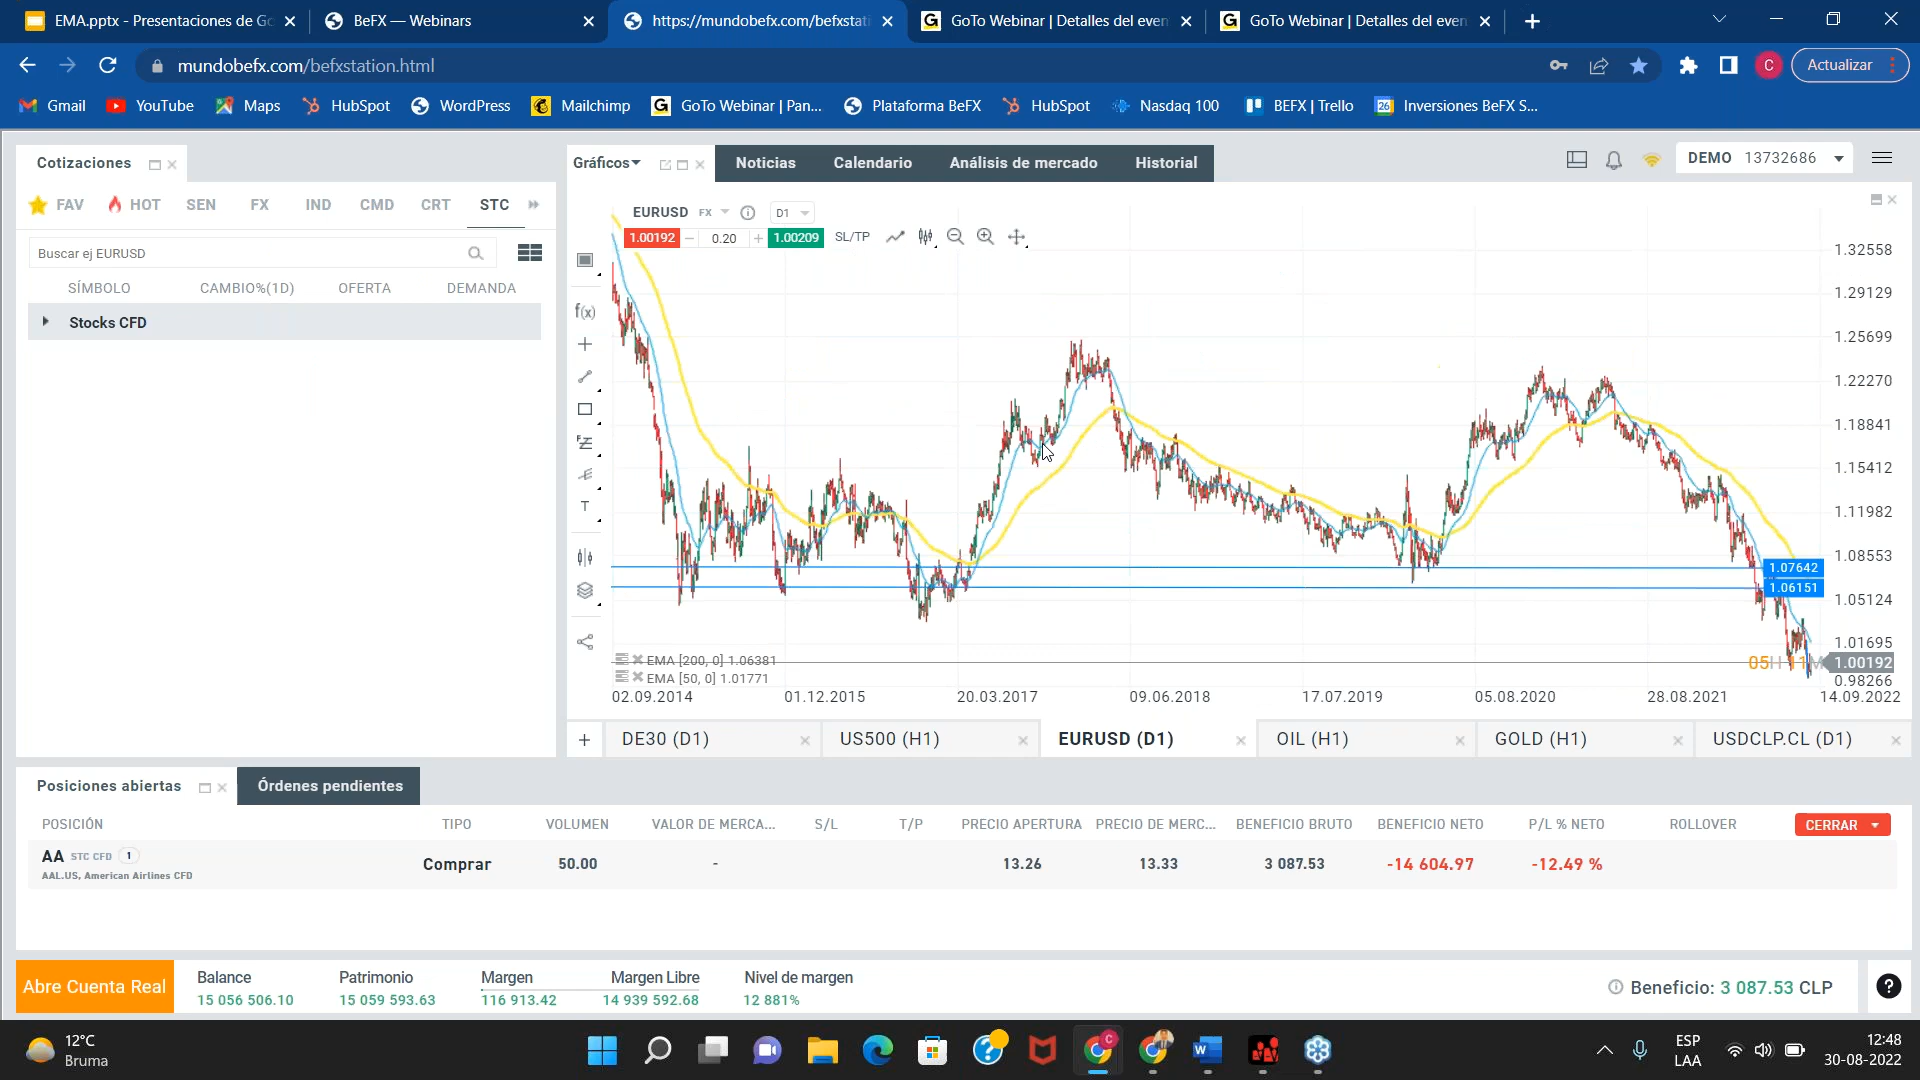 EMA.pptx - Presentaciones de Go
BeFX — Webinars
https://mundobefx.com/befxstati
GoTo Webinar | Detalles del even
GoTo Webinar | Detalles del even
mundobefx.com/befxstation.html
C
Actualizar
Gmail
YouTube
Maps
HubSpot
WordPress
Mailchimp
GoTo Webinar | Pan...
Plataforma BeFX
HubSpot
Nasdaq 100
BEFX | Trello
26
Inversiones BeFX S...
Cotizaciones
Gráficos
Noticias
Calendario
Análisis de mercado
Historial
DEMO 13732686
FAV
HOT
SEN
FX
IND
CMD
CRT
STC
Buscar ej EURUSD
SÍMBOLO
CAMBIO%(1D)
OFERTA
DEMANDA
Stocks CFD
EURUSD FX
D1
1.00192
0.20
1.00209
SL/TP
f(x)
T
1.32558
1.29129
1.25699
1.22270
1.18841
1.15412
1.11982
1.08553
1.07642
1.06151
1.05124
1.01695
1.00192
0.98266
EMA [200, 0] 1.06381
EMA [50, 0] 1.01771
02.09.2014
01.12.2015
20.03.2017
09.06.2018
17.07.2019
05.08.2020
28.08.2021
14.09.2022
DE30 (D1)
US500 (H1)
EURUSD (D1)
OIL (H1)
GOLD (H1)
USDCLP.CL (D1)
Posiciones abiertas
Órdenes pendientes
POSICIÓN
TIPO
VOLUMEN
VALOR DE MERCA...
S/L
T/P
PRECIO APERTURA
PRECIO DE MERC...
BENEFICIO BRUTO
BENEFICIO NETO
P/L % NETO
ROLLOVER
CERRAR
AA STC CFD 1
AAL.US, American Airlines CFD
Comprar
50.00
-
13.26
13.33
3 087.53
-14 604.97
-12.49 %
Abre Cuenta Real
Balance
15 056 506.10
Patrimonio
15 059 593.63
Margen
116 913.42
Margen Libre
14 939 592.68
Nivel de margen
12 881%
Beneficio: 3 087.53 CLP
12°C
Bruma
ESP
LAA
12:48
30-08-2022